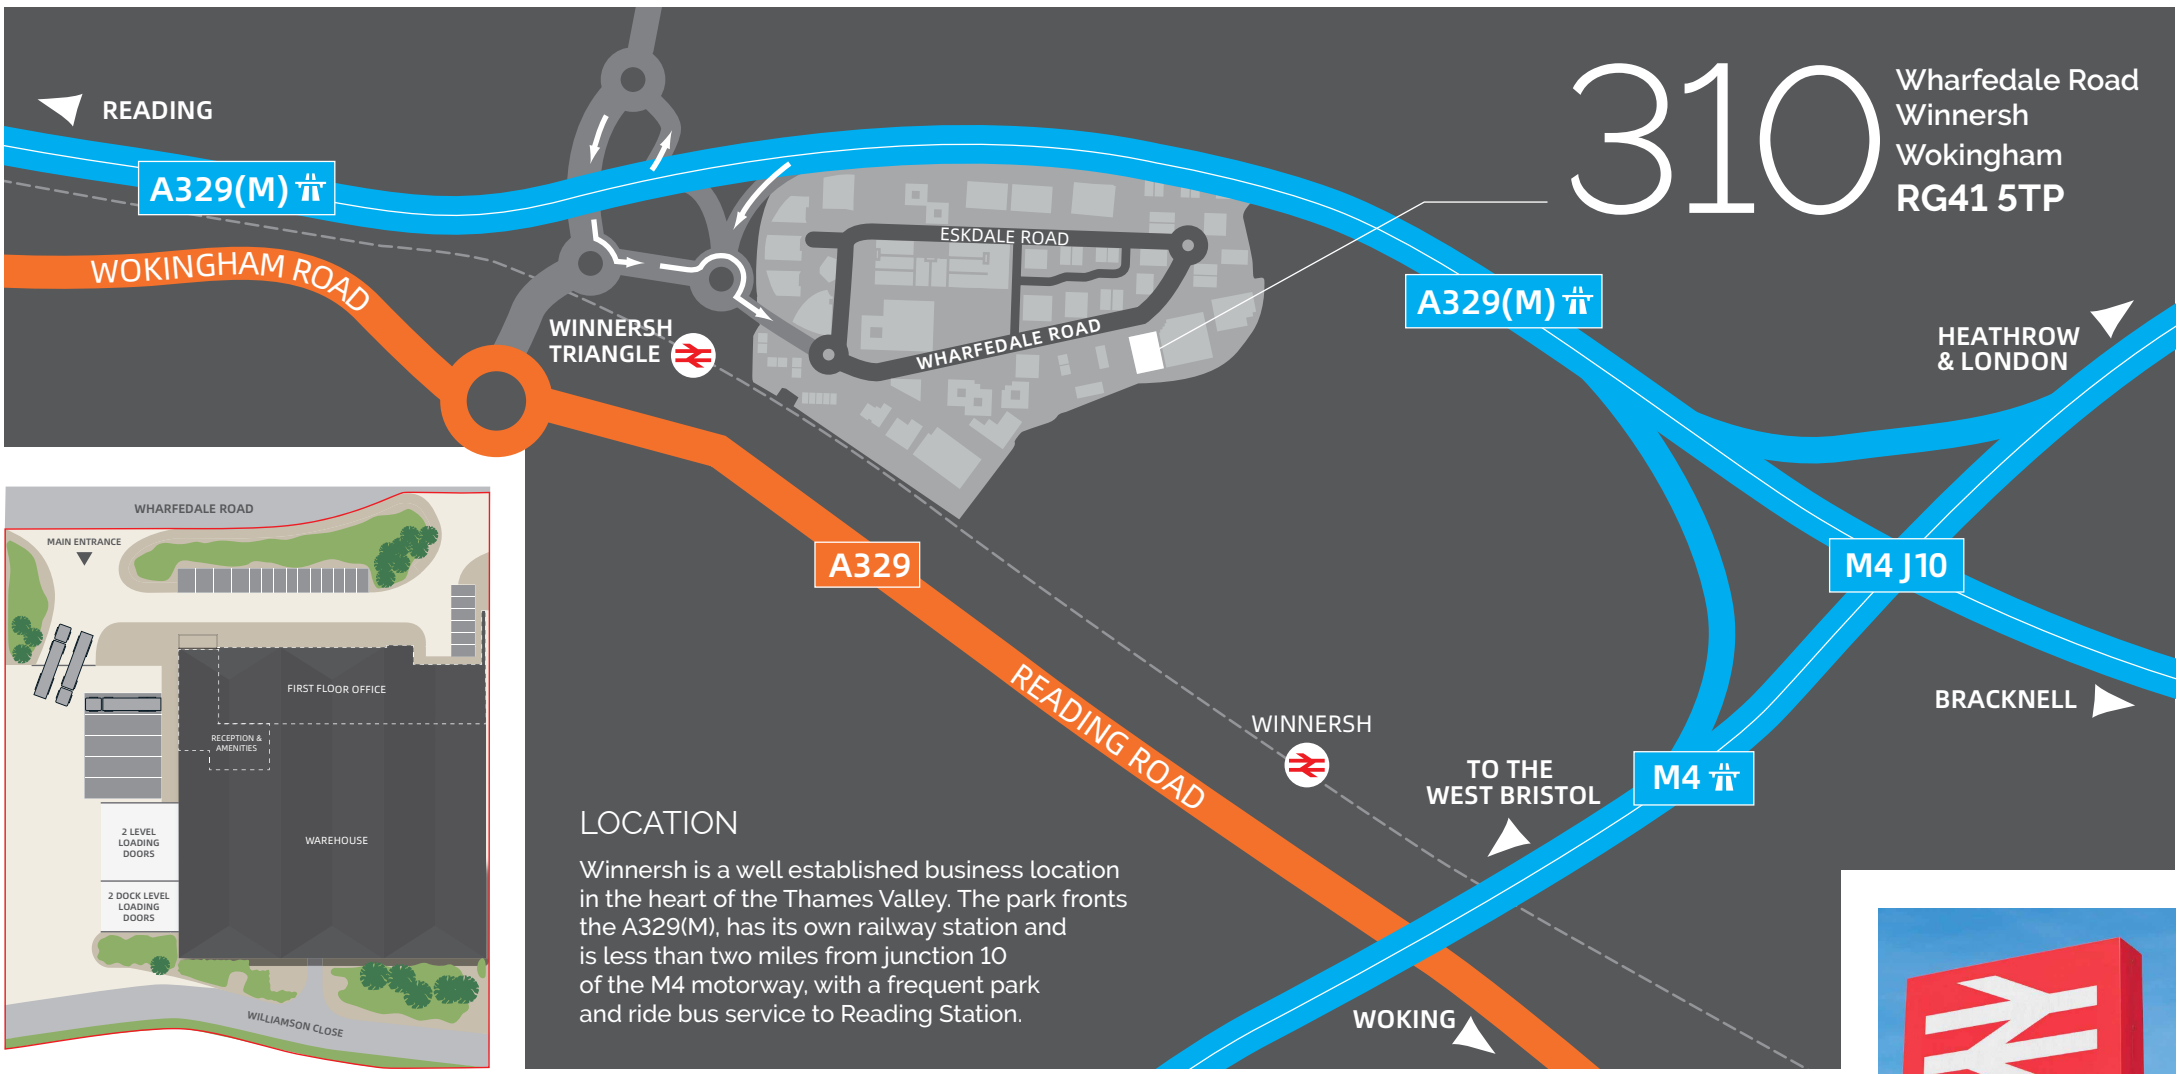 READING
A329(M)
WOKINGHAM ROAD
WINNERSH
TRIANGLE
ESKDALE ROAD
WHARFEDALE ROAD
310
Wharfedale Road
Winnersh
Wokingham
RG41 5TP
A329(M)
HEATHROW
& LONDON
A329
READING ROAD
M4 J10
BRACKNELL
WINNERSH
TO THE
WEST BRISTOL
M4
WOKING
LOCATION
Winnersh is a well established business location
in the heart of the Thames Valley. The park fronts
the A329(M), has its own railway station and
is less than two miles from junction 10
of the M4 motorway, with a frequent park
and ride bus service to Reading Station.
WHARFEDALE ROAD
MAIN ENTRANCE
FIRST FLOOR OFFICE
RECEPTION &
AMENITIES
WAREHOUSE
2 LEVEL
LOADING
DOORS
2 DOCK LEVEL
LOADING
DOORS
WILLIAMSON CLOSE